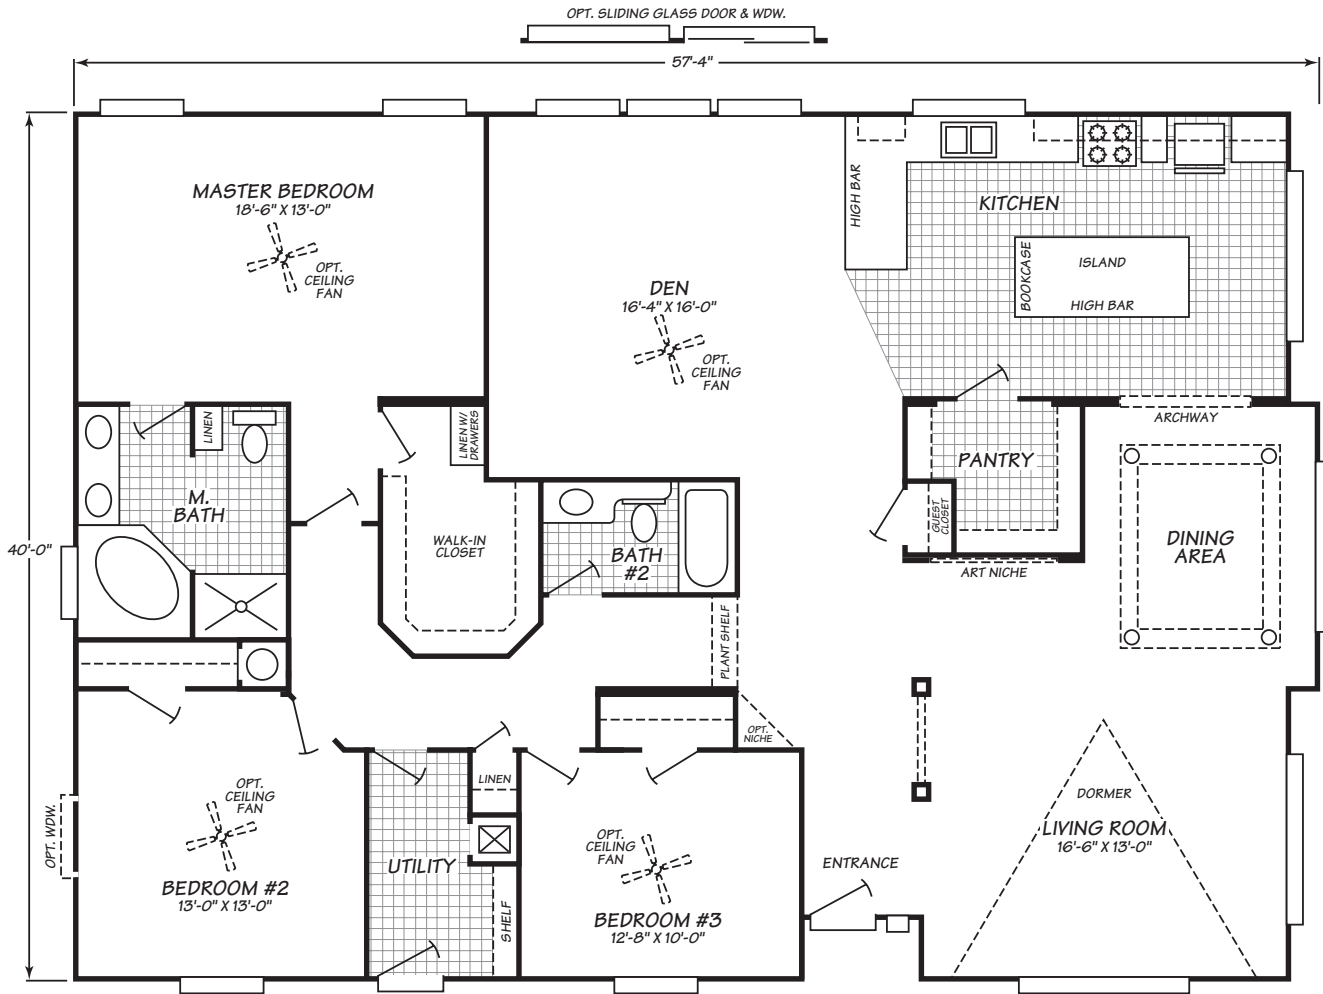 OPT. SLIDING GLASS DOOR & WDW.
57'-4"
40'-0"
MASTER BEDROOM
18'-6" X 13'-0"
OPT.
CEILING
FAN
DEN
16'-4" X 16'-0"
OPT.
CEILING
FAN
HIGH BAR
KITCHEN
BOOKCASE
ISLAND
HIGH BAR
ARCHWAY
LINEN
LINEN W/
DRAWERS
M.
BATH
WALK-IN
CLOSET
BATH
#2
PANTRY
GUEST
CLOSET
ART NICHE
DINING
AREA
PLANT SHELF
OPT.
NICHE
OPT. WDW.
OPT.
CEILING
FAN
BEDROOM #2
13'-0" X 13'-0"
LINEN
UTILITY
SHELF
OPT.
CEILING
FAN
BEDROOM #3
12'-8" X 10'-0"
ENTRANCE
DORMER
LIVING ROOM
16'-6" X 13'-0"